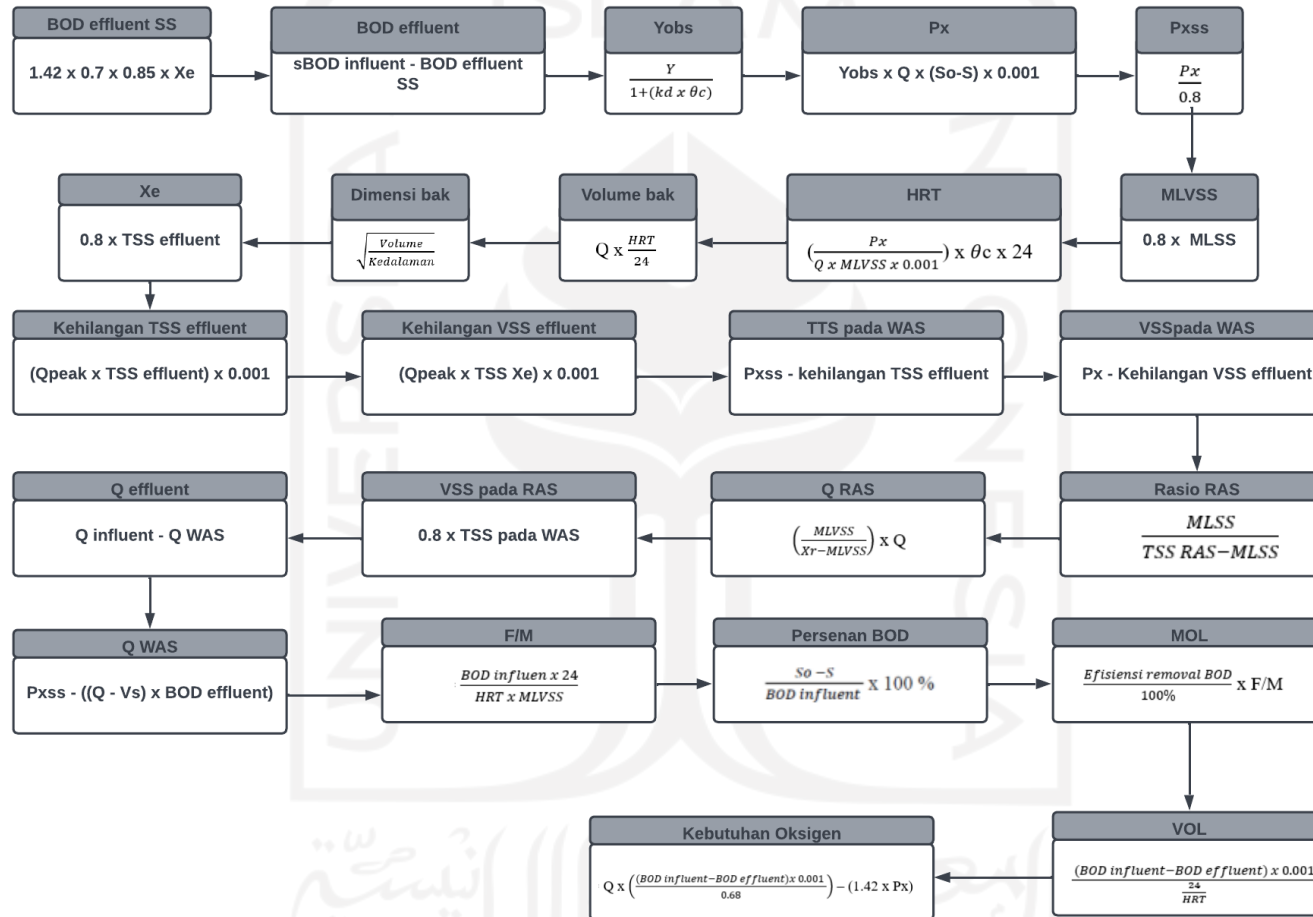 BOD effluent SS
1.42 x 0.7 x 0.85 x Xe
BOD effluent
sBOD influent - BOD effluent
SS
Yobs
Y
1+(kd x θc)
Px
Yobs x Q x (So-S) x 0.001
Pxss
Px
0.8
MLVSS
0.8 x MLSS
HRT
(Px / Q x MLVSS x 0.001) x θc x 24
Volume bak
Q x HRT / 24
Dimensi bak
√Volume / Kedalaman
Xe
0.8 x TSS effluent
Kehilangan TSS effluent
(Qpeak x TSS effluent) x 0.001
Kehilangan VSS effluent
(Qpeak x TSS Xe) x 0.001
TTS pada WAS
Pxss - kehilangan TSS effluent
VSSpada WAS
Px - Kehilangan VSS effluent
Rasio RAS
MLSS
TSS RAS−MLSS
Q RAS
(MLVSS / Xr−MLVSS) x Q
VSS pada RAS
0.8 x TSS pada WAS
Q effluent
Q influent - Q WAS
Q WAS
Pxss - ((Q - Vs) x BOD effluent)
F/M
BOD influen x 24
HRT x MLVSS
Persenan BOD
So −S / BOD influent x 100 %
MOL
Efisiensi removal BOD / 100% x F/M
VOL
(BOD influent−BOD effluent) x 0.001
24
HRT
Kebutuhan Oksigen
Q x ((BOD influent−BOD effluent)x 0.001 / 0.68) − (1.42 x Px)
UNIVERSITA